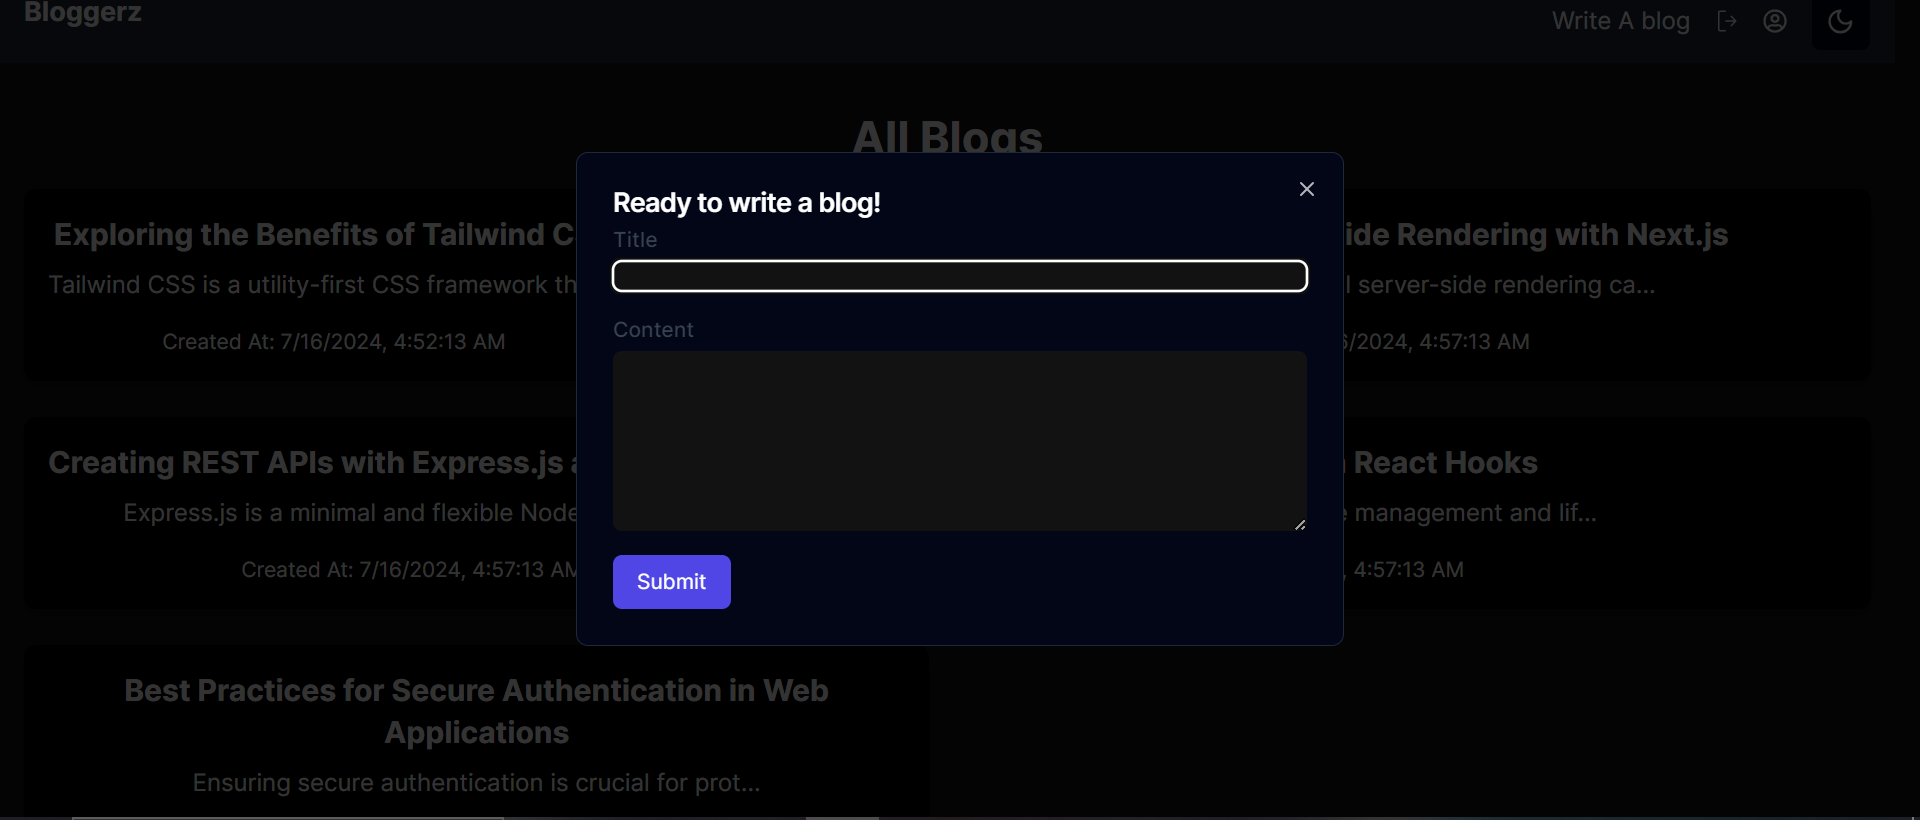 Bloggerz
Write A blog
All Blogs
Ready to write a blog!
Title
Content
Submit
Exploring the Benefits of Tailwind
Tailwind CSS is a utility-first CSS framework
Created At: 7/16/2024, 4:52:13 AM
Rendering with Next.js
server-side rendering ca...
/2024, 4:57:13 AM
Creating REST APIs with Express.js
Express.js is a minimal and flexible
Created At: 7/16/2024, 4:57:13 AM
React Hooks
management and lif...
4:57:13 AM
Best Practices for Secure Authentication in Web
Applications
Ensuring secure authentication is crucial for prot...